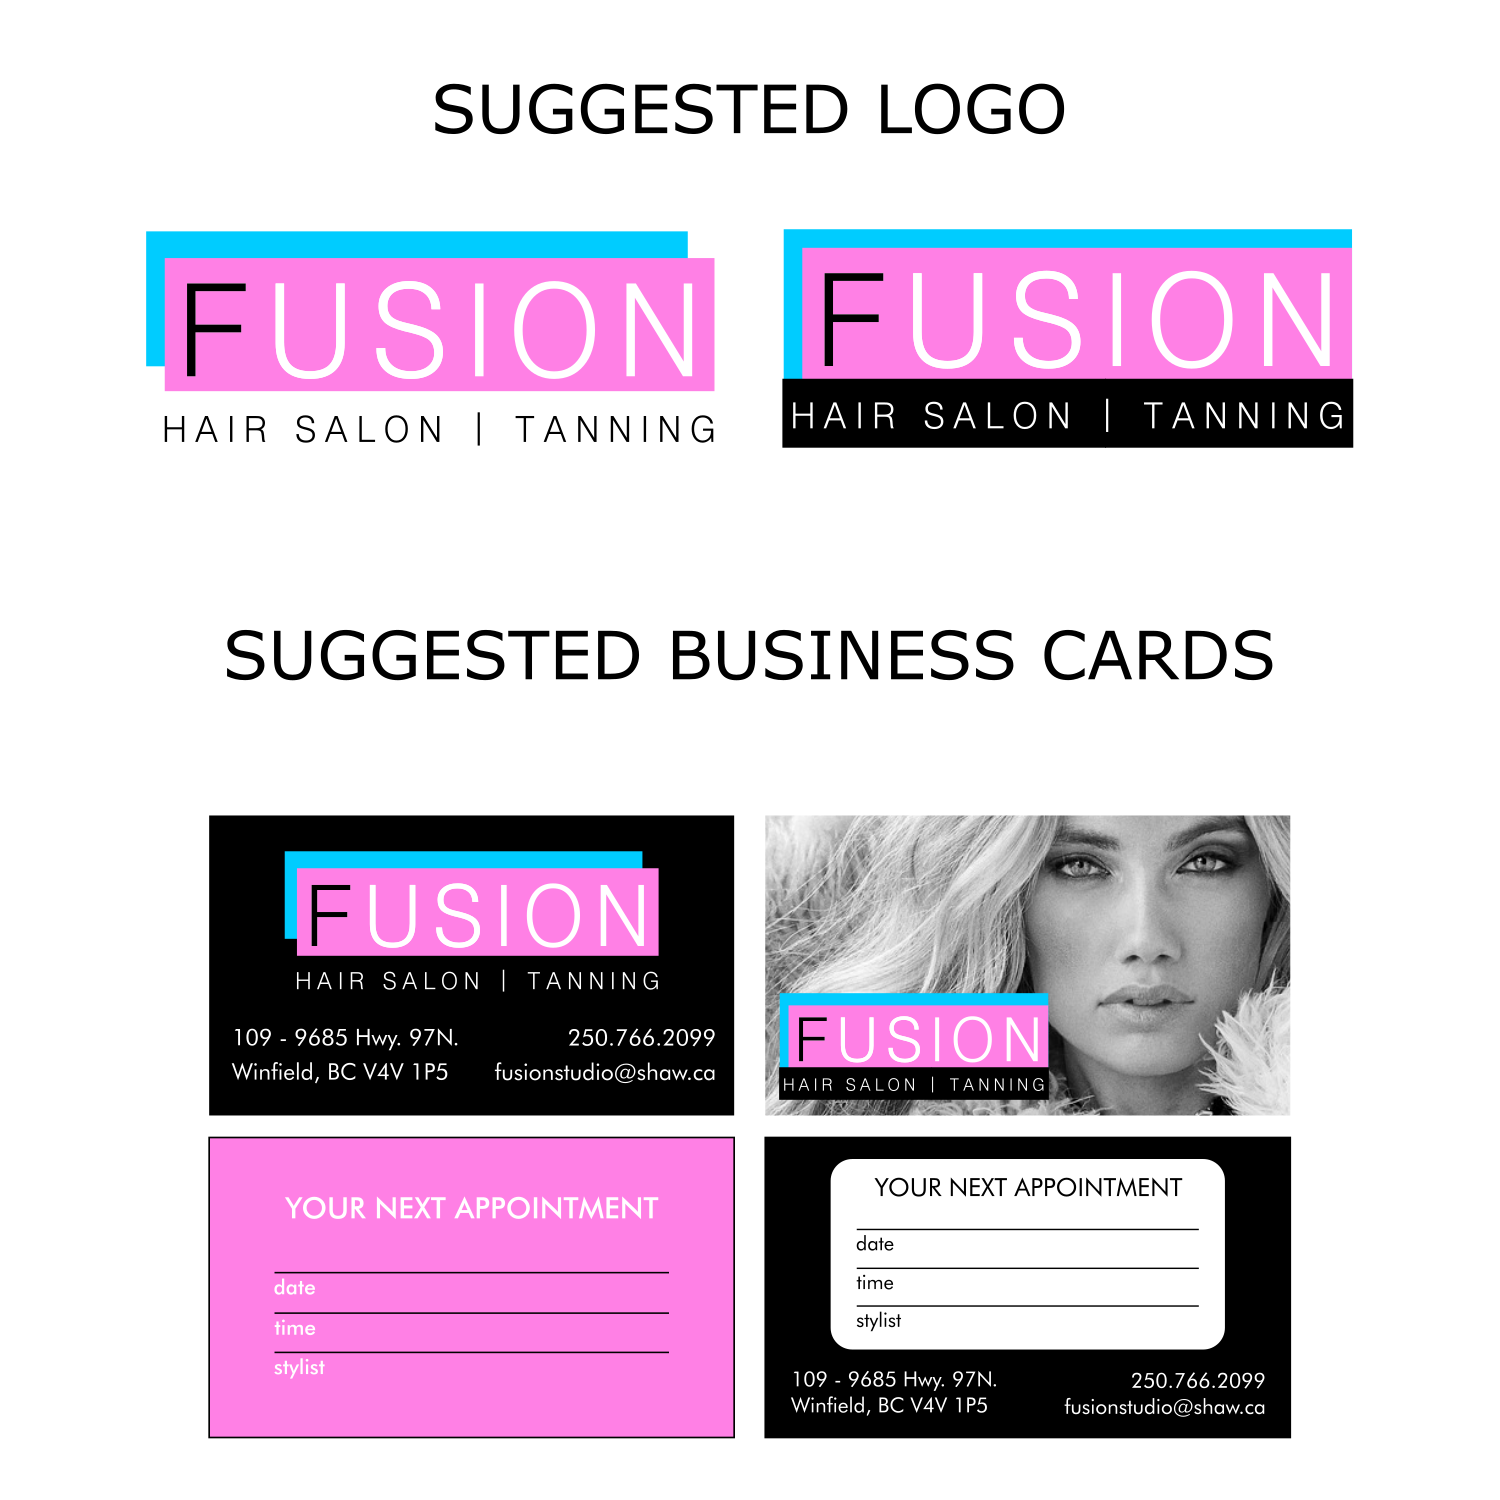 SUGGESTED LOGO
FUSION
HAIR SALON | TANNING
FUSION
HAIR SALON | TANNING
SUGGESTED BUSINESS CARDS
FUSION
HAIR SALON | TANNING
109 - 9685 Hwy. 97N.
250.766.2099
Winfield, BC V4V 1P5
fusionstudio@shaw.ca
FUSION
HAIR SALON | TANNING
YOUR NEXT APPOINTMENT
date
time
stylist
YOUR NEXT APPOINTMENT
date
time
stylist
109 - 9685 Hwy. 97N.
250.766.2099
Winfield, BC V4V 1P5
fusionstudio@shaw.ca